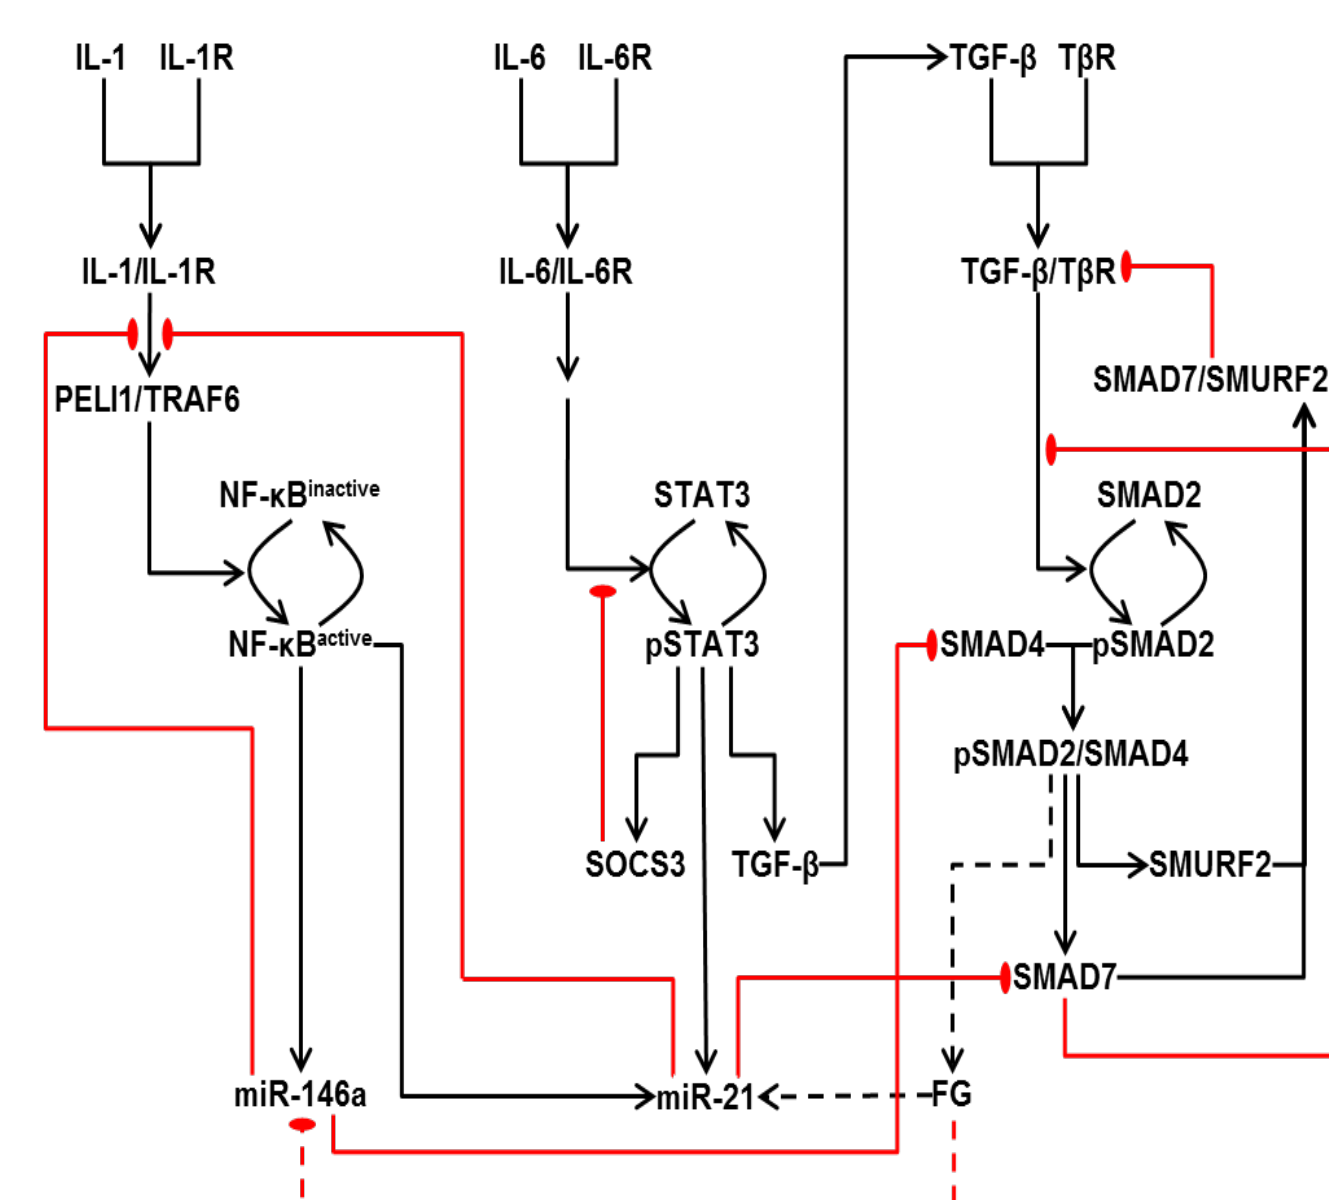 IL-1 IL-1R IL-6 IL-6R TGF-β TβR
IL-1/IL-1R IL-6/IL-6R TGF-β/TβR
SMAD7/SMURF2
PELI1/TRAF6
NF-κBinactive STAT3 SMAD2
NF-κBactive pSTAT3 SMAD4 pSMAD2
pSMAD2/SMAD4
SOCS3 TGF-β SMURF2
SMAD7
miR-146a miR-21 FG